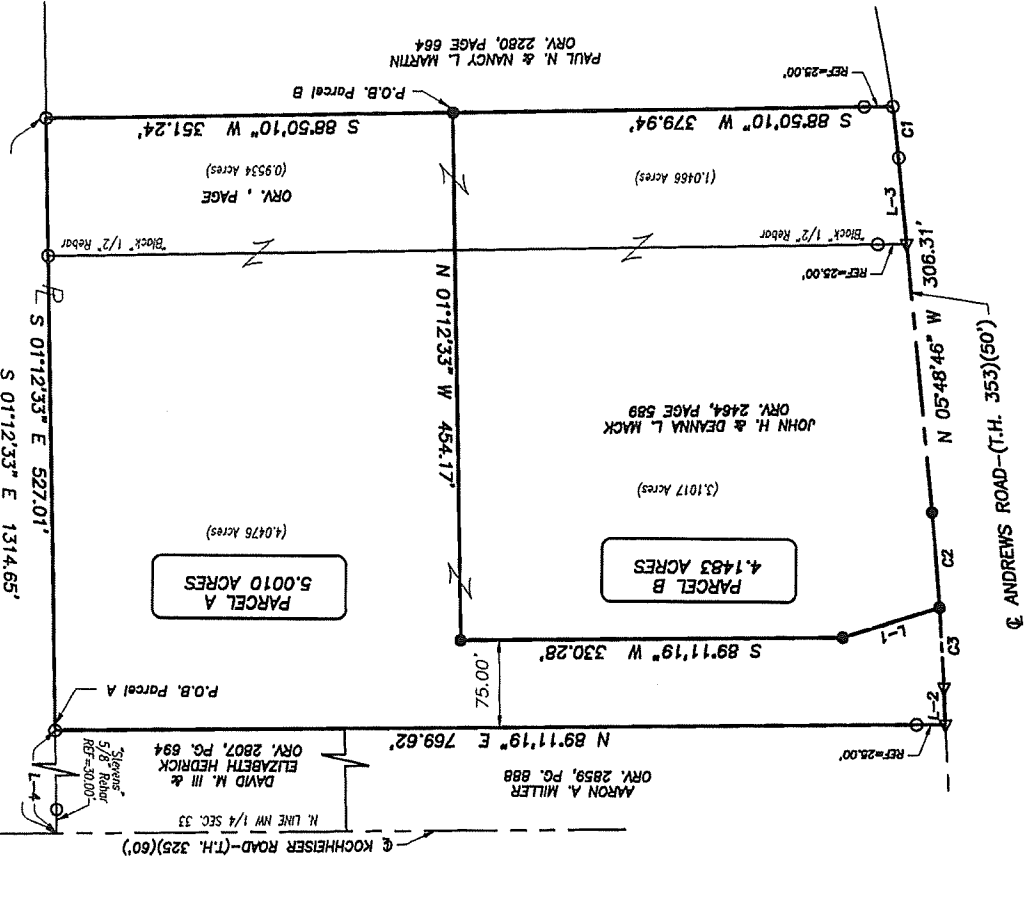 ℄ KOCHHEISER ROAD-(T.H. 325)(60')
N. LINE NW 1/4 SEC. 33
AARON A. MILLER
ORV. 2859, PG. 888
DAVID M. III &
ELIZABETH HEDRICK
ORV. 2807, PG. 694
"Stevens"
5/8" Rebar
REF=30.00'
L-4
REF=25.00'
N 89°11'19" E 769.62'
P.O.B. Parcel A
L-2
75.00'
C3
L-1
S 89°11'19" W 330.28'
PARCEL B
4.1483 ACRES
(3.1017 Acres)
PARCEL A
5.0010 ACRES
(4.0476 Acres)
C2
℄ ANDREWS ROAD-(T.H. 353)(50')
JOHN H. & DEANNA L. MACK
ORV. 2464, PAGE 589
N 01°12'33" W 454.17'
N 05°48'46" W 306.31'
S 01°12'33" E 527.01'
S 01°12'33" E 1314.65'
PL
REF=25.00'
"Block" 1/2" Rebar
"Block" 1/2" Rebar
L-3
ORV. , PAGE
(1.0466 Acres)
(0.9534 Acres)
C1
S 88°50'10" W 379.94'
S 88°50'10" W 351.24'
REF=25.00'
P.O.B. Parcel B
PAUL N. & NANCY L. MARTIN
ORV. 2280, PAGE 664